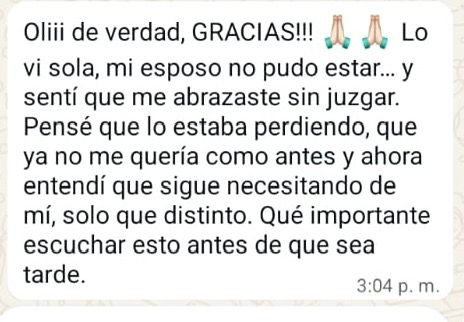 Oliii de verdad, GRACIAS!!! 🙏🏻 🙏🏻 Lo
vi sola, mi esposo no pudo estar... y
sentí que me abrazaste sin juzgar.
Pensé que lo estaba perdiendo, que
ya no me quería como antes y ahora
entendí que sigue necesitando de
mí, solo que distinto. Qué importante
escuchar esto antes de que sea
tarde.
3:04 p. m.